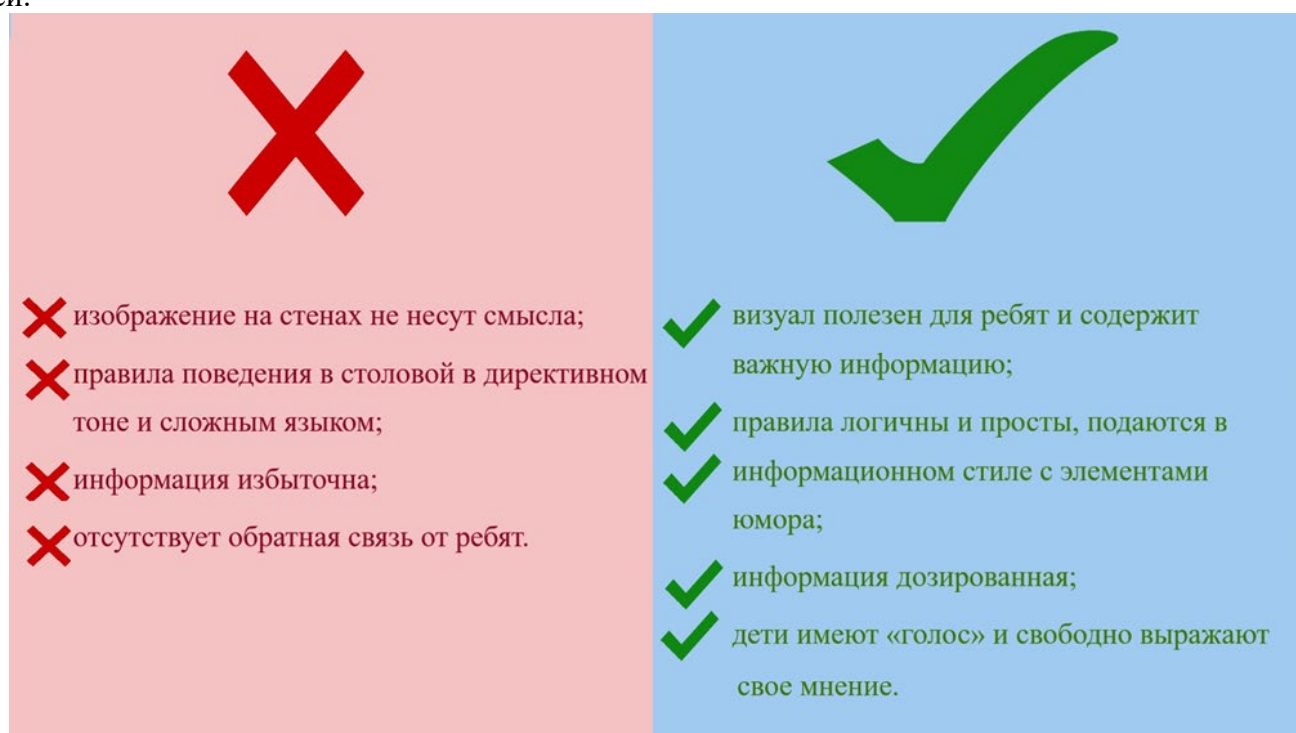 изображение на стенах не несут смысла;
правила поведения в столовой в директивном
тоне и сложным языком;
информация избыточна;
отсутствует обратная связь от ребят.
визуал полезен для ребят и содержит
важную информацию;
правила логичны и просты, подаются в
информационном стиле с элементами
юмора;
информация дозированная;
дети имеют «голос» и свободно выражают
свое мнение.